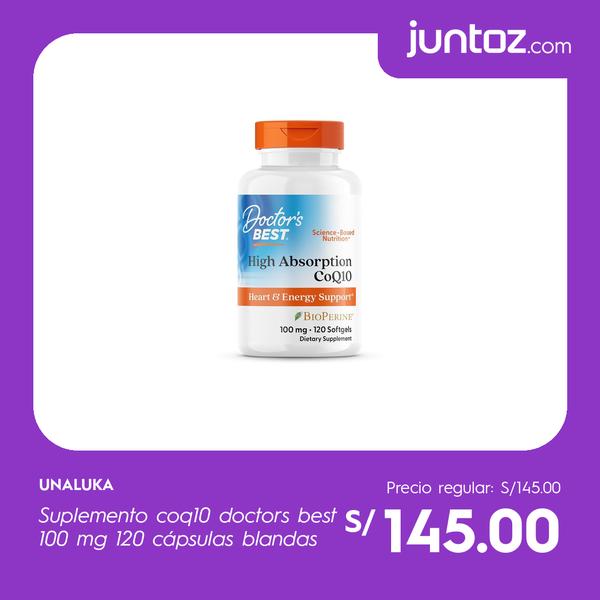 juntoz.com
Doctor's
BEST
Science-Based
Nutrition
High Absorption
CoQ10
Heart & Energy Support*
BIOPERINE®
100 mg • 120 Softgels
Dietary Supplement
UNALUKA
Suplemento coq10 doctors best
100 mg 120 cápsulas blandas
Precio regular: S/145.00
S/ 145.00